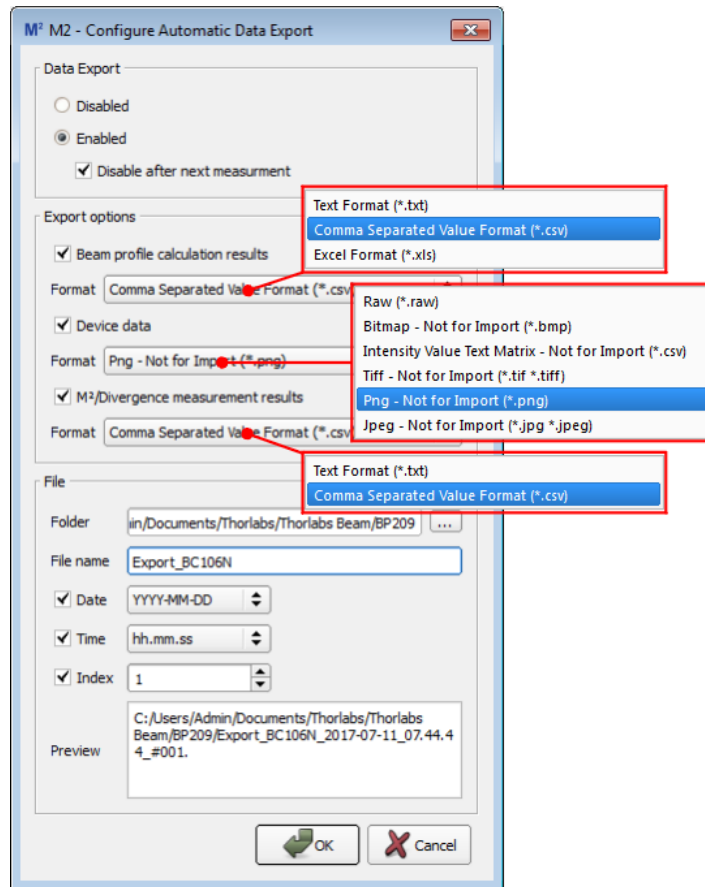 M² M2 - Configure Automatic Data Export
Data Export
Disabled
Enabled
Disable after next measurment
Export options
Beam profile calculation results
Format Comma Separated Value Format (*.csv
Text Format (*.txt)
Comma Separated Value Format (*.csv)
Excel Format (*.xls)
Device data
Format Png - Not for Import (*.png)
Raw (*.raw)
Bitmap - Not for Import (*.bmp)
Intensity Value Text Matrix - Not for Import (*.csv)
Tiff - Not for Import (*.tif *.tiff)
Png - Not for Import (*.png)
Jpeg - Not for Import (*.jpg *.jpeg)
M²/Divergence measurement results
Format Comma Separated Value Format (*.csv
Text Format (*.txt)
Comma Separated Value Format (*.csv)
File
Folder in/Documents/Thorlabs/Thorlabs Beam/BP209 ...
File name Export_BC106N
Date YYYY-MM-DD
Time hh.mm.ss
Index 1
Preview
C:/Users/Admin/Documents/Thorlabs/Thorlabs
Beam/BP209/Export_BC106N_2017-07-11_07.44.4
4_#001.
OK Cancel